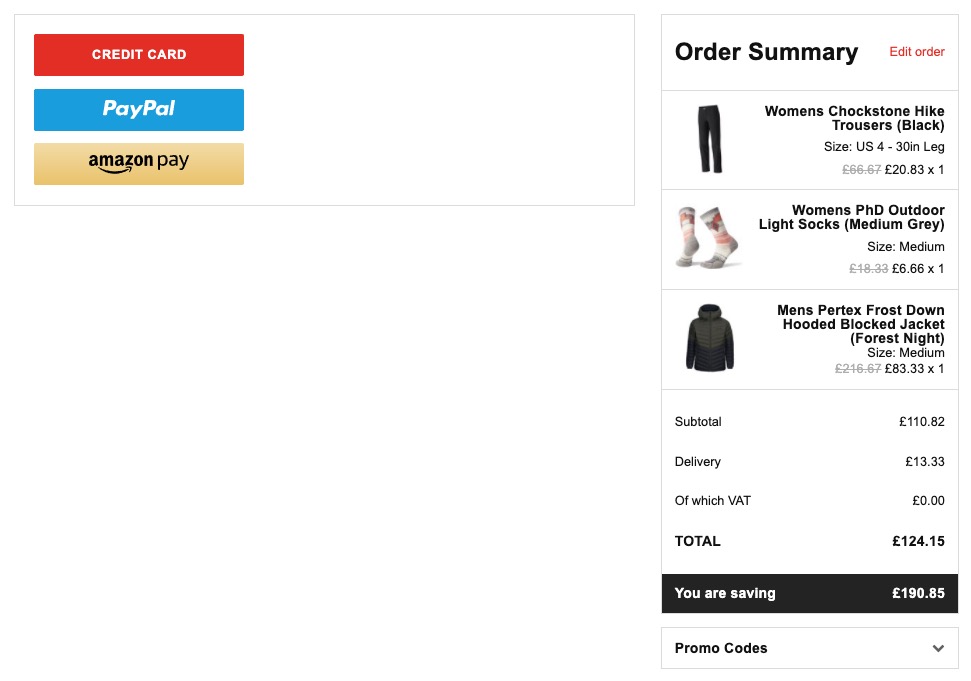 CREDIT CARD
PayPal
amazon pay
Order Summary
Edit order
Womens Chockstone Hike
Trousers (Black)
Size: US 4 - 30in Leg
£66.67 £20.83 x 1
Womens PhD Outdoor
Light Socks (Medium Grey)
Size: Medium
£18.33 £6.66 x 1
Mens Pertex Frost Down
Hooded Blocked Jacket
(Forest Night)
Size: Medium
£216.67 £83.33 x 1
Subtotal £110.82
Delivery £13.33
Of which VAT £0.00
TOTAL £124.15
You are saving £190.85
Promo Codes